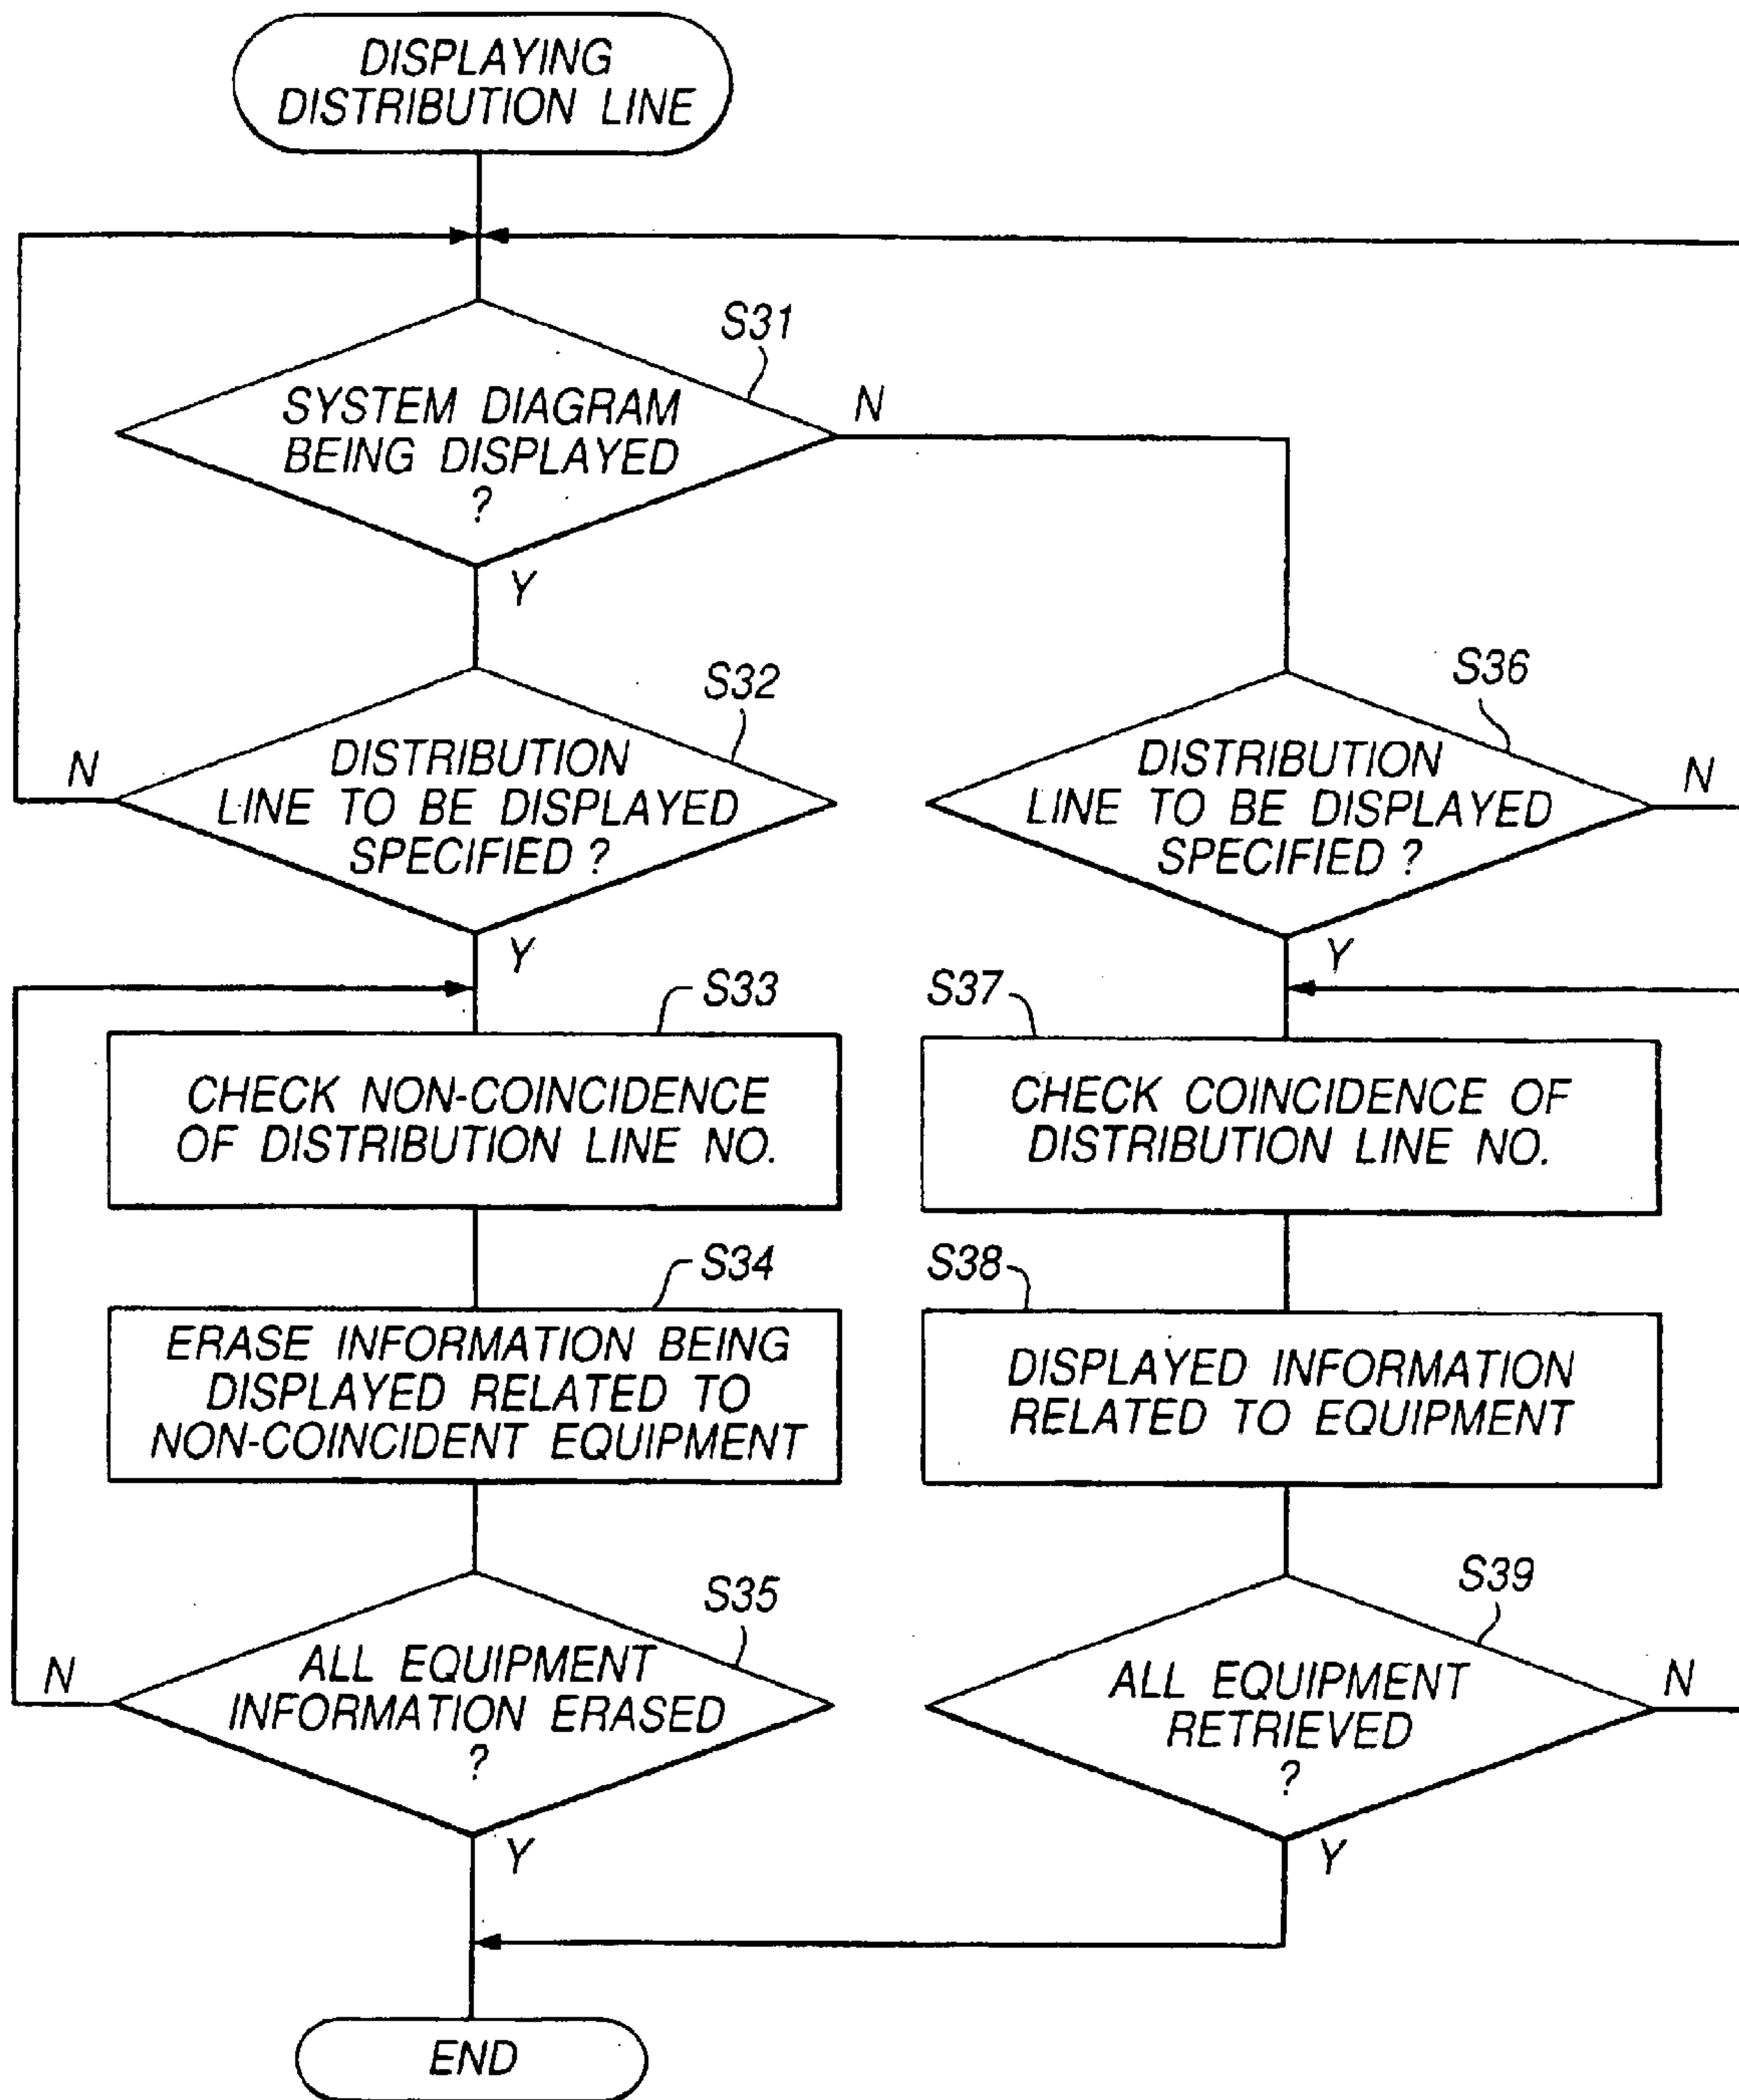 DISPLAYING
DISTRIBUTION LINE
S31
SYSTEM DIAGRAM
BEING DISPLAYED
?
N
Y
S32
DISTRIBUTION
LINE TO BE DISPLAYED
SPECIFIED ?
N
Y
S36
DISTRIBUTION
LINE TO BE DISPLAYED
SPECIFIED ?
N
Y
S33
CHECK NON-COINCIDENCE
OF DISTRIBUTION LINE NO.
S37
CHECK COINCIDENCE OF
DISTRIBUTION LINE NO.
S34
ERASE INFORMATION BEING
DISPLAYED RELATED TO
NON-COINCIDENT EQUIPMENT
S38
DISPLAYED INFORMATION
RELATED TO EQUIPMENT
S35
ALL EQUIPMENT
INFORMATION ERASED
?
N
Y
S39
ALL EQUIPMENT
RETRIEVED
?
N
Y
END